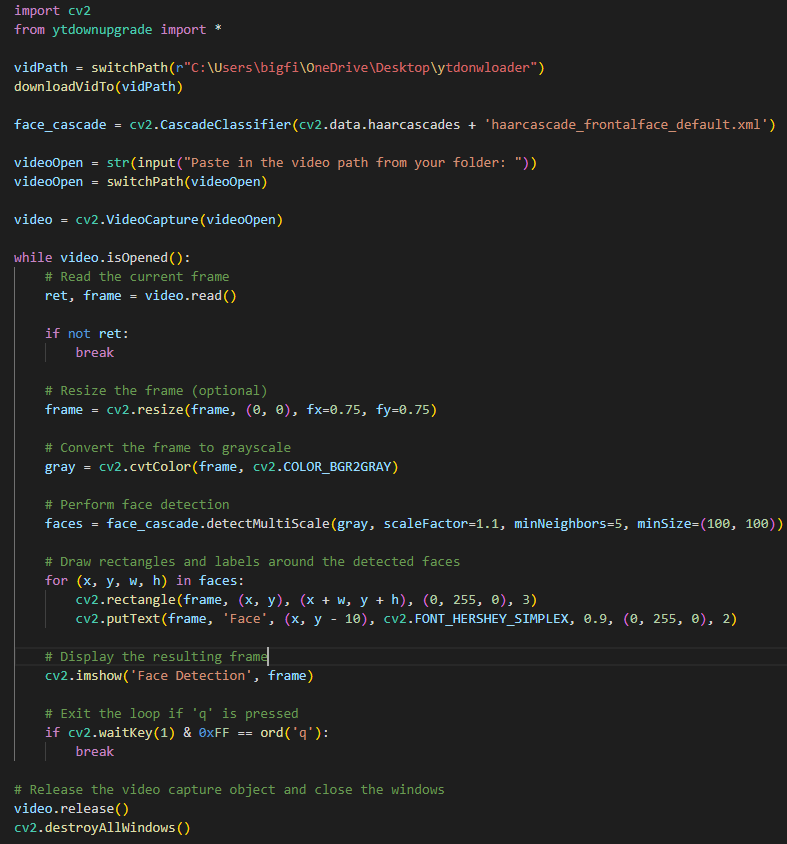 import cv2
from ytdownupgrade import *
vidPath = switchPath(r"C:\Users\bigfi\OneDrive\Desktop\ytdonwloader")
downloadVidTo(vidPath)
face_cascade = cv2.CascadeClassifier(cv2.data.haarcascades + 'haarcascade_frontalface_default.xml')
videoOpen = str(input("Paste in the video path from your folder: "))
videoOpen = switchPath(videoOpen)
video = cv2.VideoCapture(videoOpen)
while video.isOpened():
    # Read the current frame
    ret, frame = video.read()
    if not ret:
        break
    # Resize the frame (optional)
    frame = cv2.resize(frame, (0, 0), fx=0.75, fy=0.75)
    # Convert the frame to grayscale
    gray = cv2.cvtColor(frame, cv2.COLOR_BGR2GRAY)
    # Perform face detection
    faces = face_cascade.detectMultiScale(gray, scaleFactor=1.1, minNeighbors=5, minSize=(100, 100))
    # Draw rectangles and labels around the detected faces
    for (x, y, w, h) in faces:
        cv2.rectangle(frame, (x, y), (x + w, y + h), (0, 255, 0), 3)
        cv2.putText(frame, 'Face', (x, y - 10), cv2.FONT_HERSHEY_SIMPLEX, 0.9, (0, 255, 0), 2)
    # Display the resulting frame
    cv2.imshow('Face Detection', frame)
    # Exit the loop if 'q' is pressed
    if cv2.waitKey(1) & 0xFF == ord('q'):
        break
# Release the video capture object and close the windows
video.release()
cv2.destroyAllWindows()